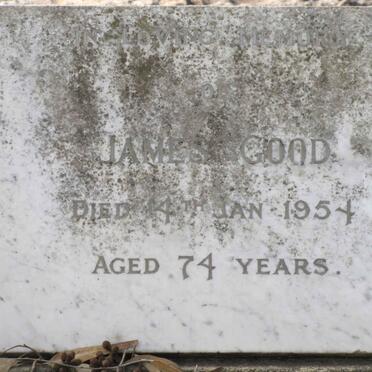 IN LOVING MEMORY
OF
JAMES GOOD
DIED 14TH JAN 1954
AGED 74 YEARS.